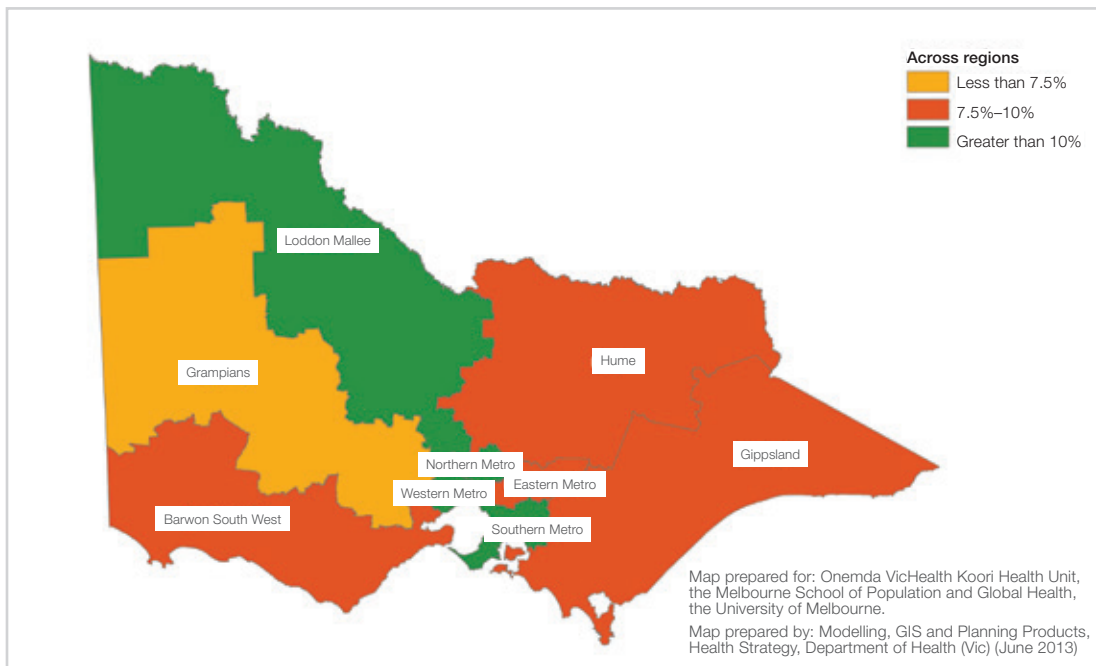 Across regions
Less than 7.5%
7.5%–10%
Greater than 10%
Loddon Mallee
Hume
Grampians
Gippsland
Northern Metro
Eastern Metro
Western Metro
Barwon South West
Southern Metro
Map prepared for: Onemda VicHealth Koori Health Unit,
the Melbourne School of Population and Global Health,
the University of Melbourne.
Map prepared by: Modelling, GIS and Planning Products,
Health Strategy, Department of Health (Vic) (June 2013)